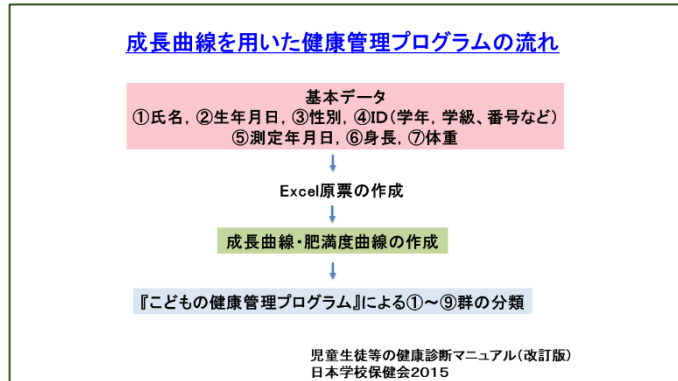 成長曲線を用いた健康管理プログラムの流れ
基本データ
①氏名, ②生年月日, ③性別, ④ID(学年, 学級、番号など)
⑤測定年月日, ⑥身長, ⑦体重
Excel原票の作成
成長曲線・肥満度曲線の作成
『こどもの健康管理プログラム』による①～⑨群の分類
児童生徒等の健康診断マニュアル(改訂版)
日本学校保健会2015